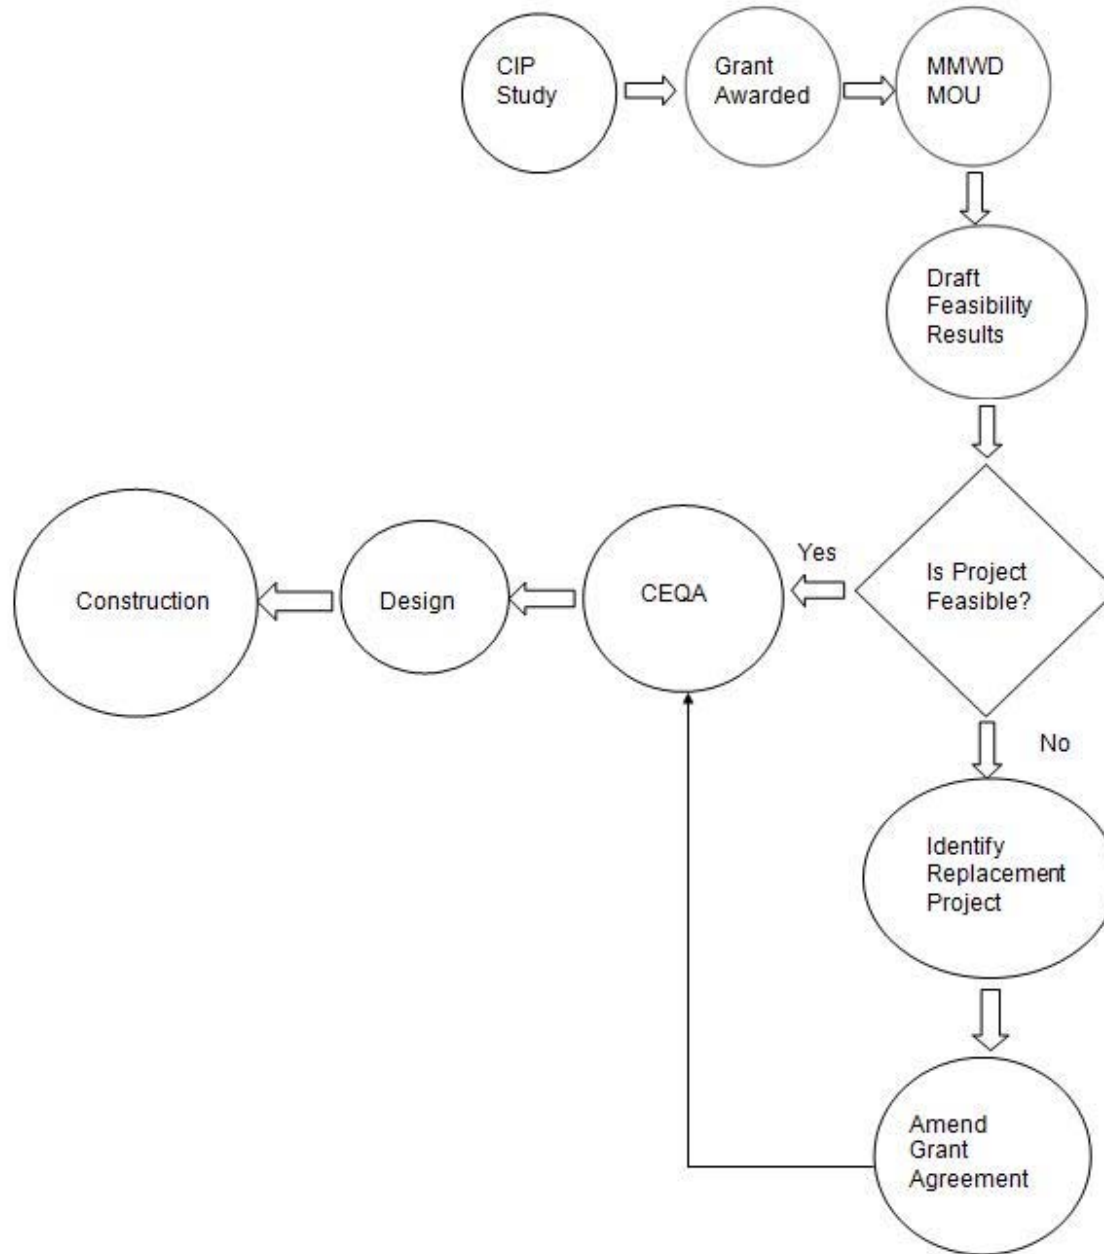 CIP
Study
Grant
Awarded
MMWD
MOU
Draft
Feasibility
Results
Is Project
Feasible?
Yes
CEQA
Design
Construction
No
Identify
Replacement
Project
Amend
Grant
Agreement